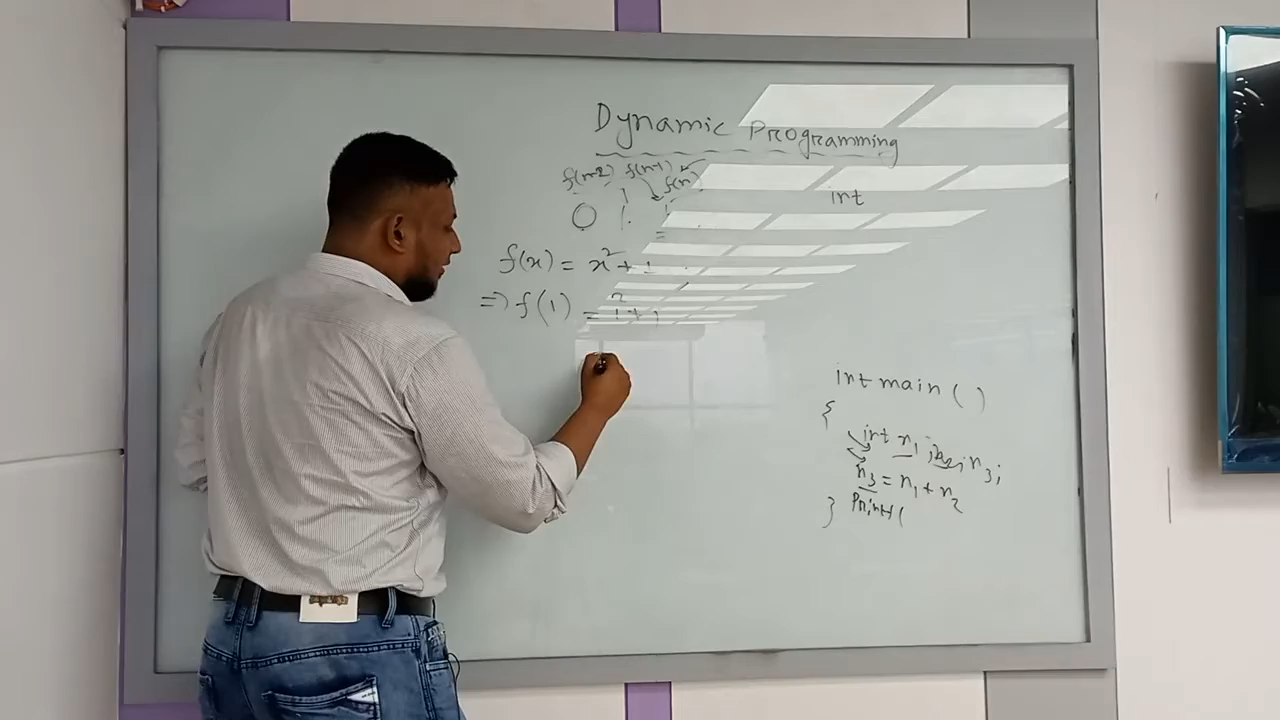 Dynamic Programming
f(n-2) f(n-1) f(n)
int
0 1
f(x) = x² + 1
=> f(1) = 1² + 1
int main ( )
{
int n₁, n₂, n₃;
n₃ = n₁ + n₂
} Printf(